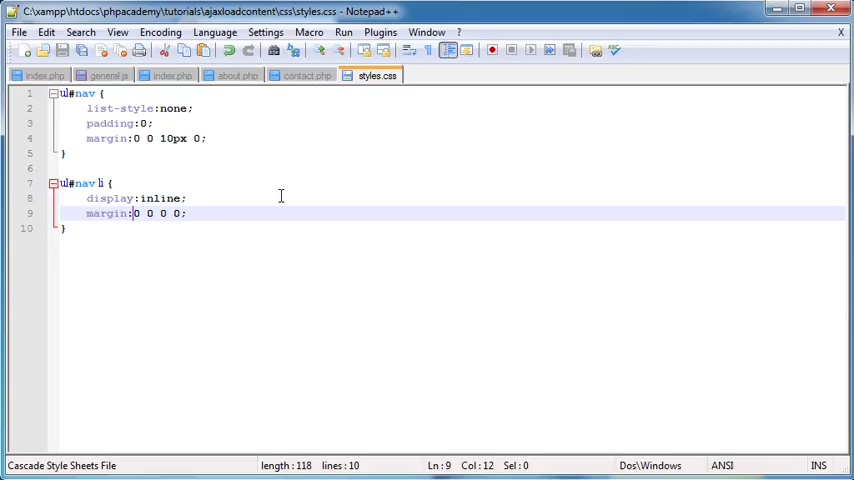 C:\xampp\htdocs\phpacademy\tutorials\ajaxloadcontent\css\styles.css - Notepad++
File Edit Search View Encoding Language Settings Macro Run Plugins Window ? X
index.php general.js index.php about.php contact.php styles.css
1 ul#nav {
2 list-style:none;
3 padding:0;
4 margin:0 0 10px 0;
5 }
6
7 ul#nav li {
8 display:inline;
9 margin:0 0 0 0;
10 }
Cascade Style Sheets File length : 118 lines : 10 Ln : 9 Col : 12 Sel : 0 Dos\Windows ANSI INS